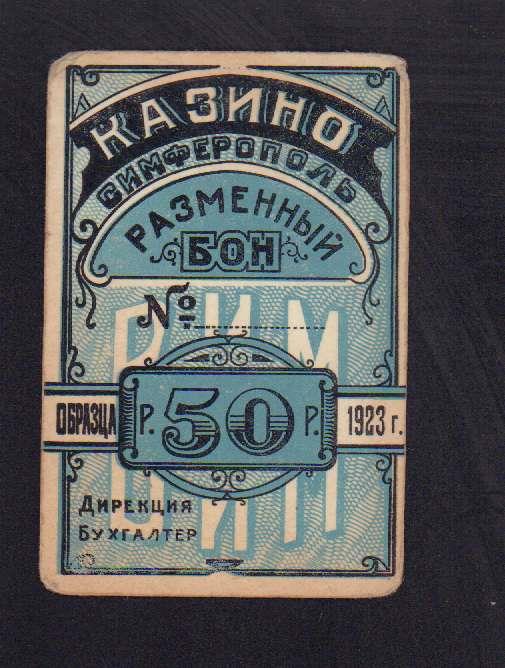 КАЗИНО
СИМФЕРОПОЛЬ
РАЗМЕННЫЙ
БОН
№
ОБРАЗЦА Р. 50 Р. 1923 г.
ДИРЕКЦИЯ
БУХГАЛТЕР